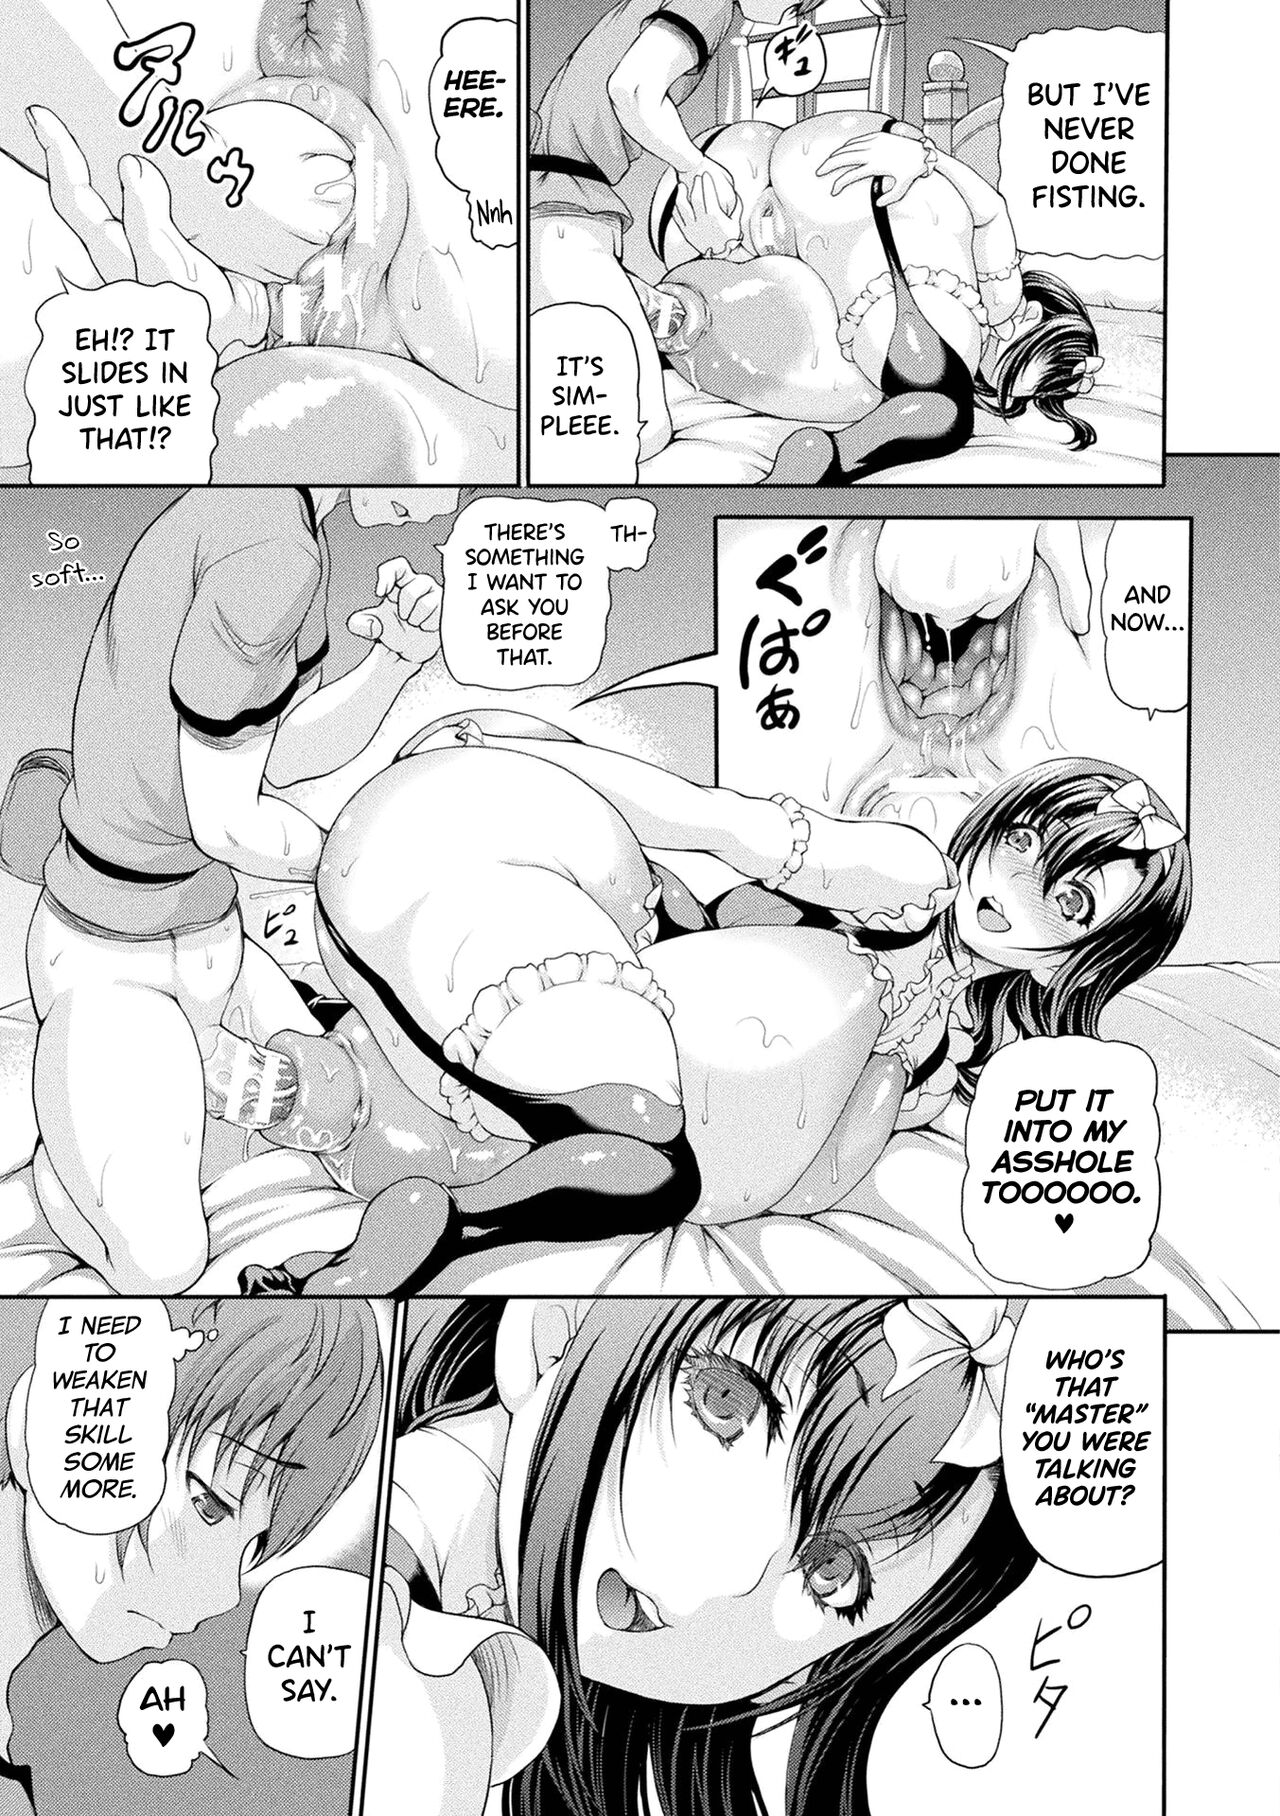 BUT I'VE
NEVER
DONE
FISTING.
ギュ
IT'S
SIM-
PLEEE.
HEE-
ERE.
Nnh
ヌルゥ
EH!? IT
SLIDES IN
JUST LIKE
THAT!?
AND
NOW...
ぐぱぁ
TH-
THERE'S
SOMETHING
I WANT TO
ASK YOU
BEFORE
THAT.
So
soft...
ピュ
PUT IT
INTO MY
ASSHOLE
TOOOOOO.
♥
WHO'S
THAT
“MASTER”
YOU WERE
TALKING
ABOUT?
ピタ
...
I
CAN'T
SAY.
I NEED
TO
WEAKEN
THAT
SKILL
SOME
MORE.
AH
♥